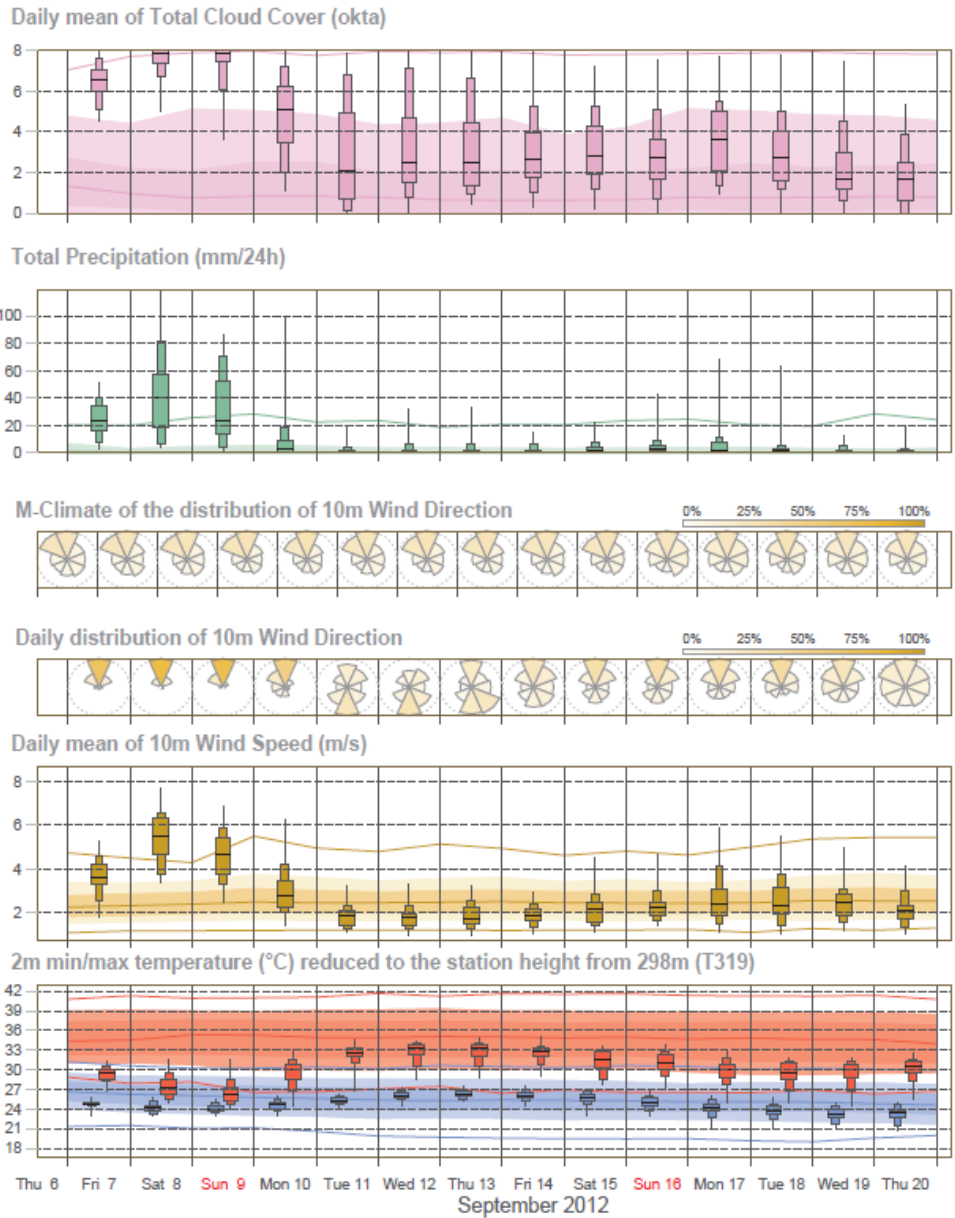 Daily mean of Total Cloud Cover (okta)
8
6
4
2
0
Total Precipitation (mm/24h)
100
80
60
40
20
0
M-Climate of the distribution of 10m Wind Direction
0% 25% 50% 75% 100%
Daily distribution of 10m Wind Direction
0% 25% 50% 75% 100%
Daily mean of 10m Wind Speed (m/s)
8
6
4
2
2m min/max temperature (°C) reduced to the station height from 298m (T319)
42
39
36
33
30
27
24
21
18
Thu 6 Fri 7 Sat 8 Sun 9 Mon 10 Tue 11 Wed 12 Thu 13 Fri 14 Sat 15 Sun 16 Mon 17 Tue 18 Wed 19 Thu 20
September 2012